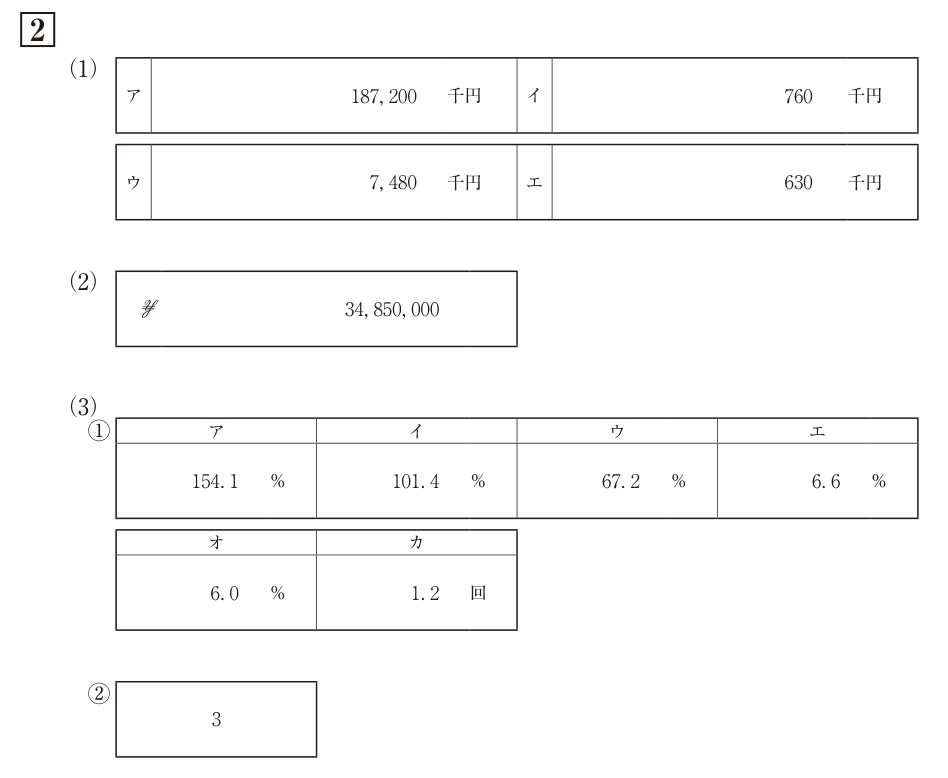 2
(1)
ア 187,200 千円 イ 760 千円
ウ 7,480 千円 エ 630 千円
(2)
¥ 34,850,000
(3)
① ア イ ウ エ
154.1 % 101.4 % 67.2 % 6.6 %
オ カ
6.0 % 1.2 回
②
3